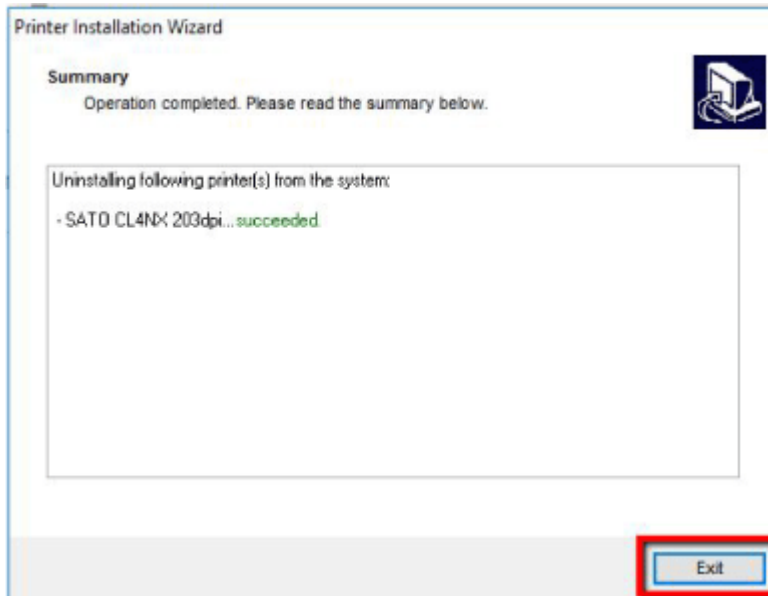 Printer Installation Wizard
Summary
Operation completed. Please read the summary below.
Uninstalling following printer(s) from the system:
- SATO CL4NX 203dpi...succeeded.
Exit